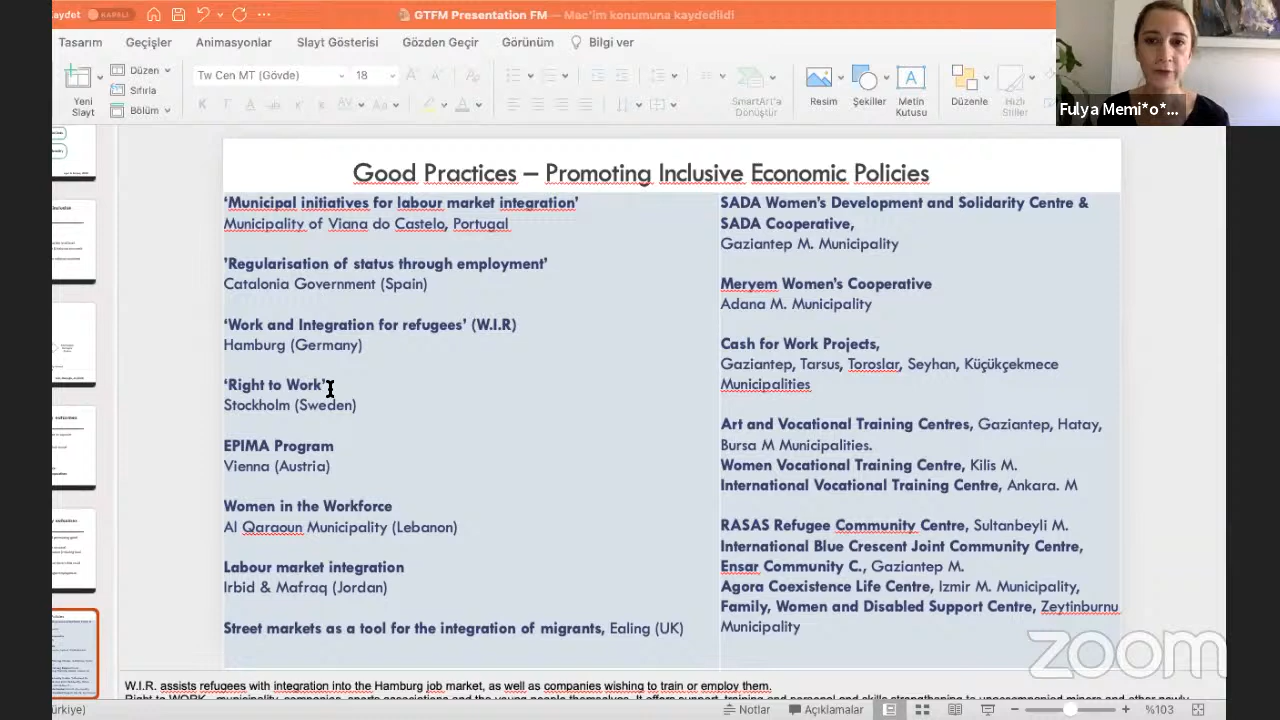 aydet KAPALI
GTFM Presentation FM — Mac'im konumuna kaydedildi
Tasarım Geçişler Animasyonlar Slayt Gösterisi Gözden Geçir Görünüm Bilgi ver
Yeni
Slayt
Düzen
Sıfırla
Bölüm
Tw Cen MT (Gövde) 18
SmartArt'a
Dönüştür
Resim
Şekiller
Metin
Kutusu
Düzenle
Hızlı
Stiller
Fulya Memi*o*...
Good Practices – Promoting Inclusive Economic Policies
‘Municipal initiatives for labour market integration’
Municipality of Viana do Castelo, Portugal
’Regularisation of status through employment’
Catalonia Government (Spain)
‘Work and Integration for refugees’ (W.I.R)
Hamburg (Germany)
‘Right to Work’
Stockholm (Sweden)
EPIMA Program
Vienna (Austria)
Women in the Workforce
Al Qaraoun Municipality (Lebanon)
Labour market integration
Irbid & Mafraq (Jordan)
Street markets as a tool for the integration of migrants, Ealing (UK)
SADA Women’s Development and Solidarity Centre &
SADA Cooperative,
Gaziantep M. Municipality
Meryem Women’s Cooperative
Adana M. Municipality
Cash for Work Projects,
Gaziantep, Tarsus, Toroslar, Seyhan, Küçükçekmece
Municipalities
Art and Vocational Training Centres, Gaziantep, Hatay,
Bursa M Municipalities.
Women Vocational Training Centre, Kilis M.
International Vocational Training Centre, Ankara. M
RASAS Refugee Community Centre, Sultanbeyli M.
International Blue Crescent Joint Community Centre,
Ensar Community C., Gaziantep M.
Agora Coexistence Life Centre, Izmir M. Municipality,
Family, Women and Disabled Support Centre, Zeytinburnu
Municipality
zoom
W.I.R. assists refugees with integration in the Hamburg job market, as well as companies wishing to train or employ them
ürkiye) Notlar Açıklamalar %103